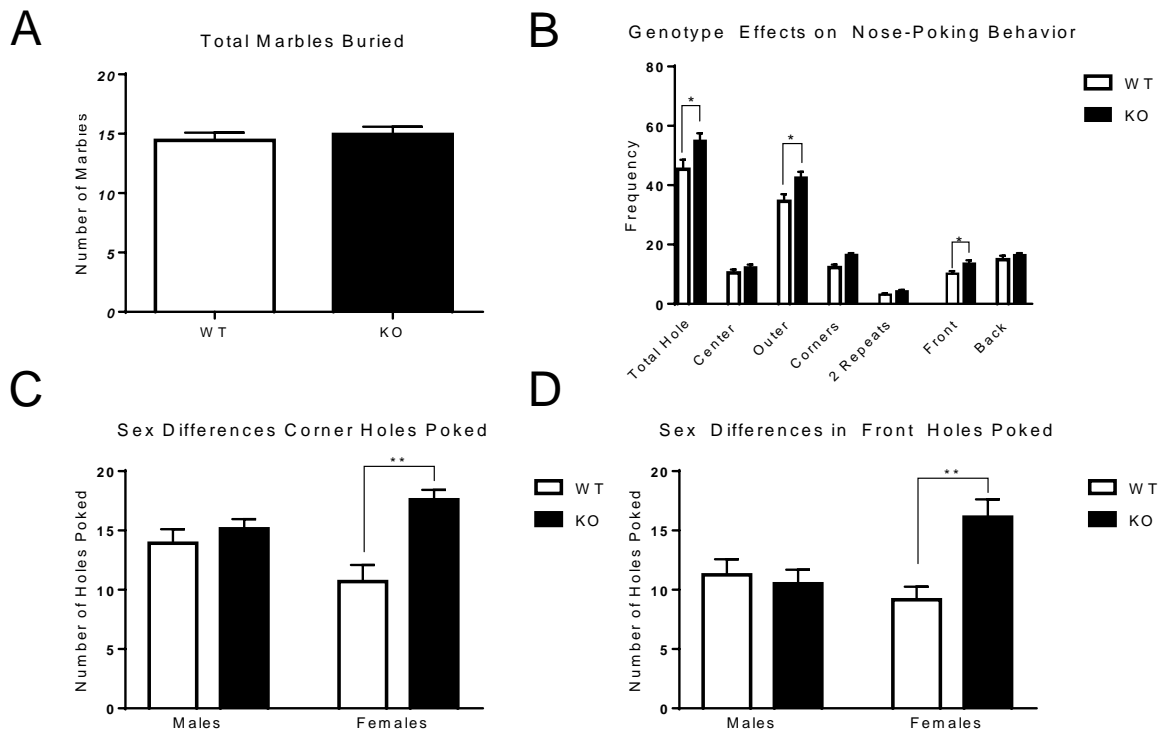 A
Total Marbles Buried
20
15
10
5
0
Number of Marbles
WT
KO
B
Genotype Effects on Nose-Poking Behavior
80
60
40
20
0
Frequency
*
*
*
WT
KO
Total Hole
Center
Outer
Corners
2 Repeats
Front
Back
C
Sex Differences Corner Holes Poked
20
15
10
5
0
Number of Holes Poked
**
WT
KO
Males
Females
D
Sex Differences in Front Holes Poked
20
15
10
5
0
Number of Holes Poked
**
WT
KO
Males
Females